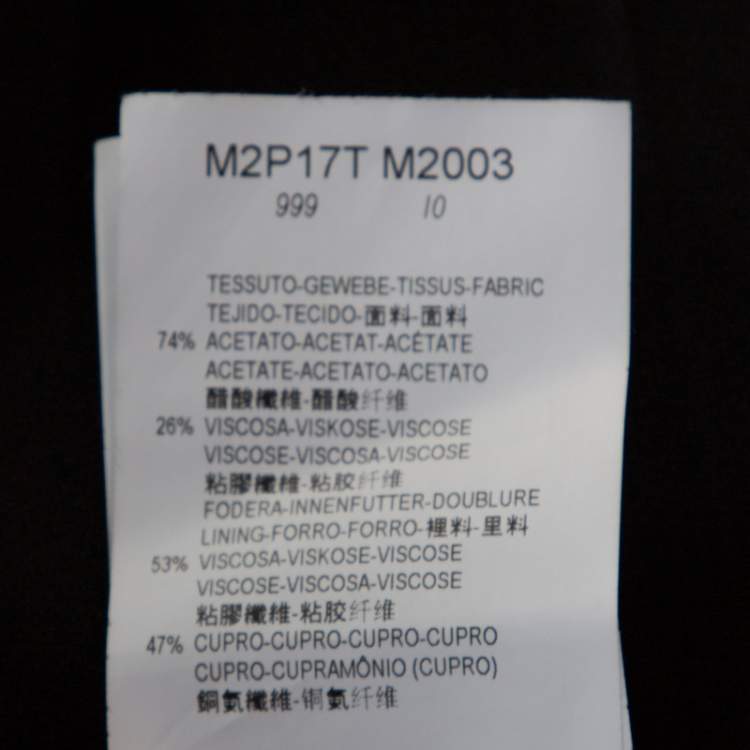 M2P17T M2003
999 10
TESSUTO-GEWEBE-TISSUS-FABRIC
TEJIDO-TECIDO-面料-面料
74% ACETATO-ACETAT-ACÉTATE
ACETATE-ACETATO-ACETATO
醋酸纖維-醋酸纤维
26% VISCOSA-VISKOSE-VISCOSE
VISCOSE-VISCOSA-VISCOSE
粘膠纖維-粘胶纤维
FODERA-INNENFUTTER-DOUBLURE
LINING-FORRO-FORRO-裡料-里料
53% VISCOSA-VISKOSE-VISCOSE
VISCOSE-VISCOSA-VISCOSE
粘膠纖維-粘胶纤维
47% CUPRO-CUPRO-CUPRO-CUPRO
CUPRO-CUPRAMÔNIO (CUPRO)
銅氨纖維-铜氨纤维